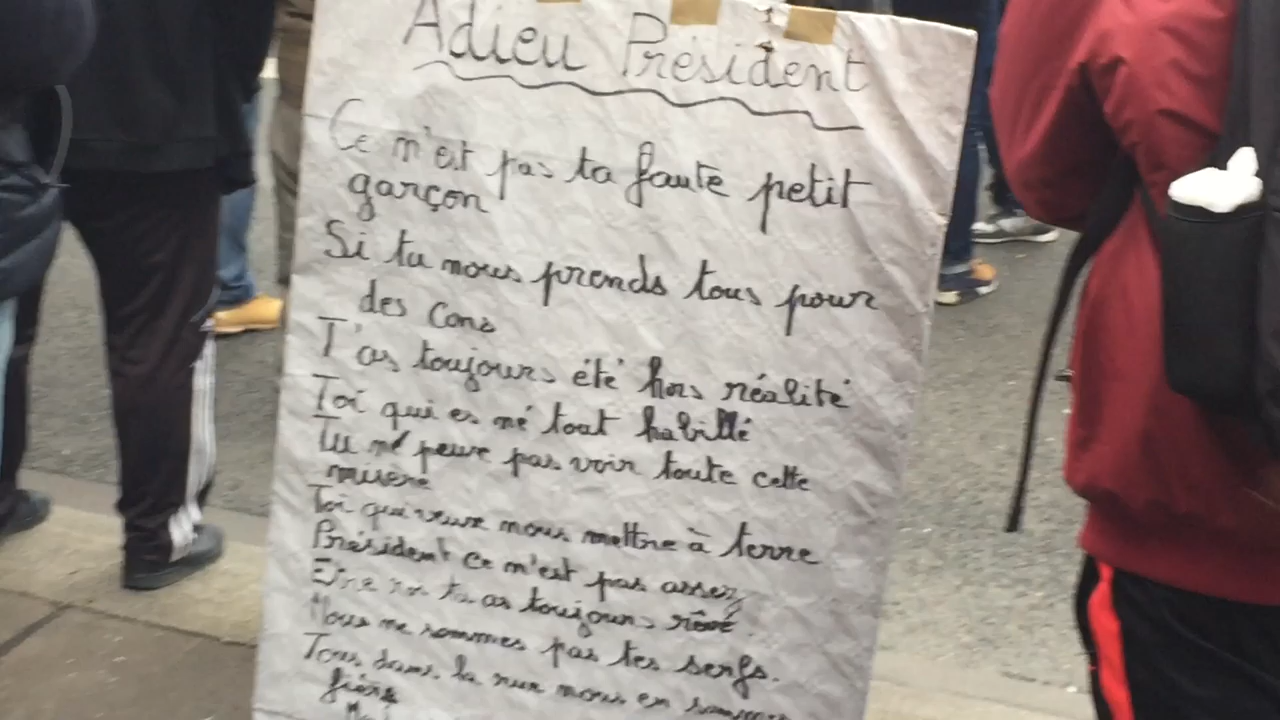 Adieu Président
Ce n'est pas ta faute petit
garçon
Si tu nous prends tous pour
des Cons
T'as toujours été hors réalité
Toi qui es né tout habillé
Tu ne peux pas voir toute cette
misère
Toi qui veux nous mettre à terre
Président ce n'est pas assez
Etre roi tu as toujours rêvé.
Nous ne sommes pas tes serfs.
Tous dans la rue nous en sommes
fiers